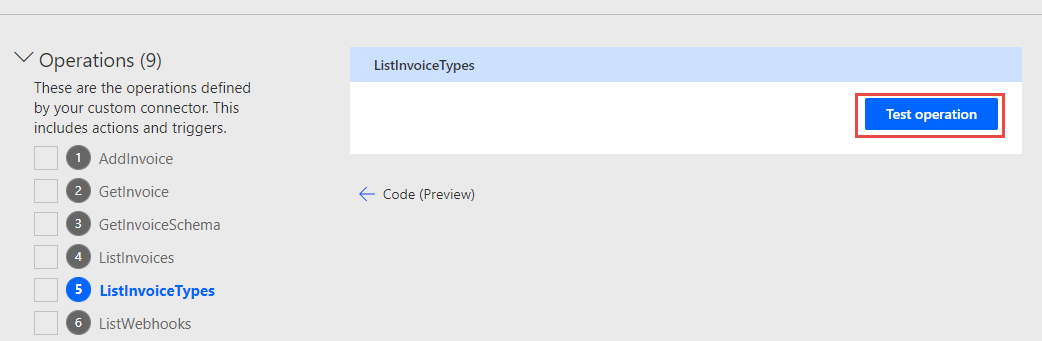 Operations (9)
These are the operations defined
by your custom connector. This
includes actions and triggers.
1 AddInvoice
2 GetInvoice
3 GetInvoiceSchema
4 ListInvoices
5 ListInvoiceTypes
6 ListWebhooks
ListInvoiceTypes
Test operation
Code (Preview)